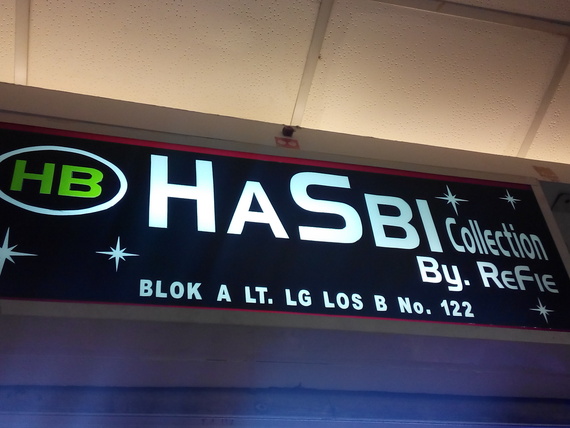 HB
HASBI Collection
By. REFIE
BLOK A LT. LG LOS B No. 122